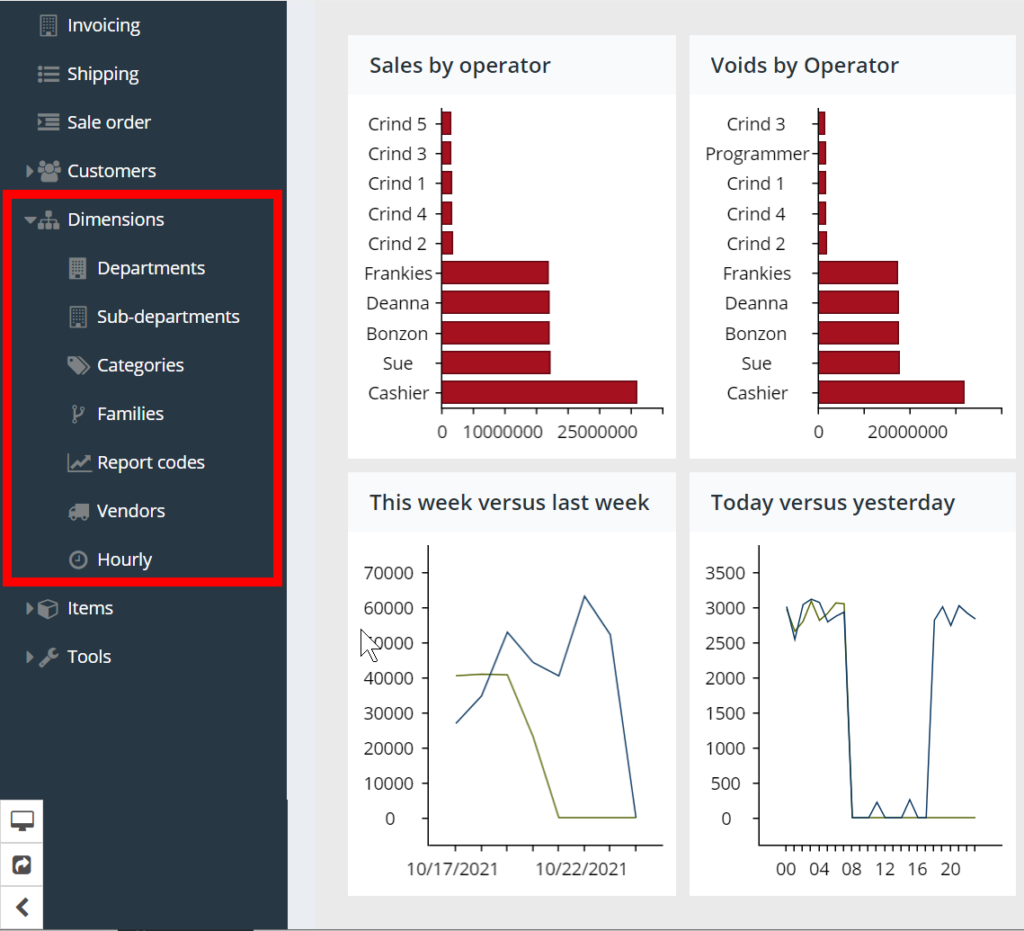 Invoicing
Shipping
Sale order
Customers
Dimensions
Departments
Sub-departments
Categories
Families
Report codes
Vendors
Hourly
Items
Tools
Sales by operator
Crind 5
Crind 3
Crind 1
Crind 4
Crind 2
Frankies
Deanna
Bonzon
Sue
Cashier
0 10000000 25000000
Voids by Operator
Crind 3
Programmer
Crind 1
Crind 4
Crind 2
Frankies
Deanna
Bonzon
Sue
Cashier
0 20000000
This week versus last week
70000
60000
0000
40000
30000
20000
10000
0
10/17/2021 10/22/2021
Today versus yesterday
3500
3000
2500
2000
1500
1000
500
0
00 04 08 12 16 20